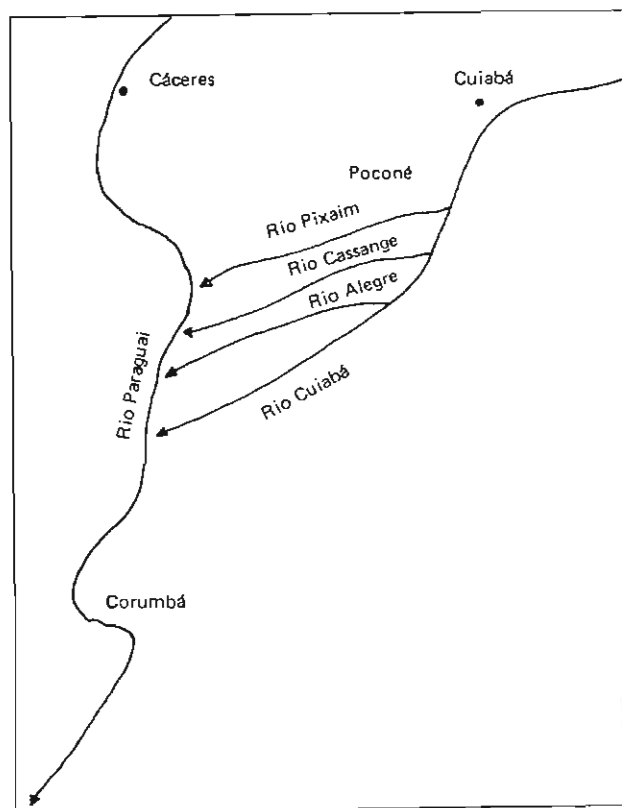 Cáceres
Cuiabá
Poconé
Rio Pixaim
Rio Cassange
Rio Alegre
Rio Paraguai
Rio Cuiabá
Corumbá